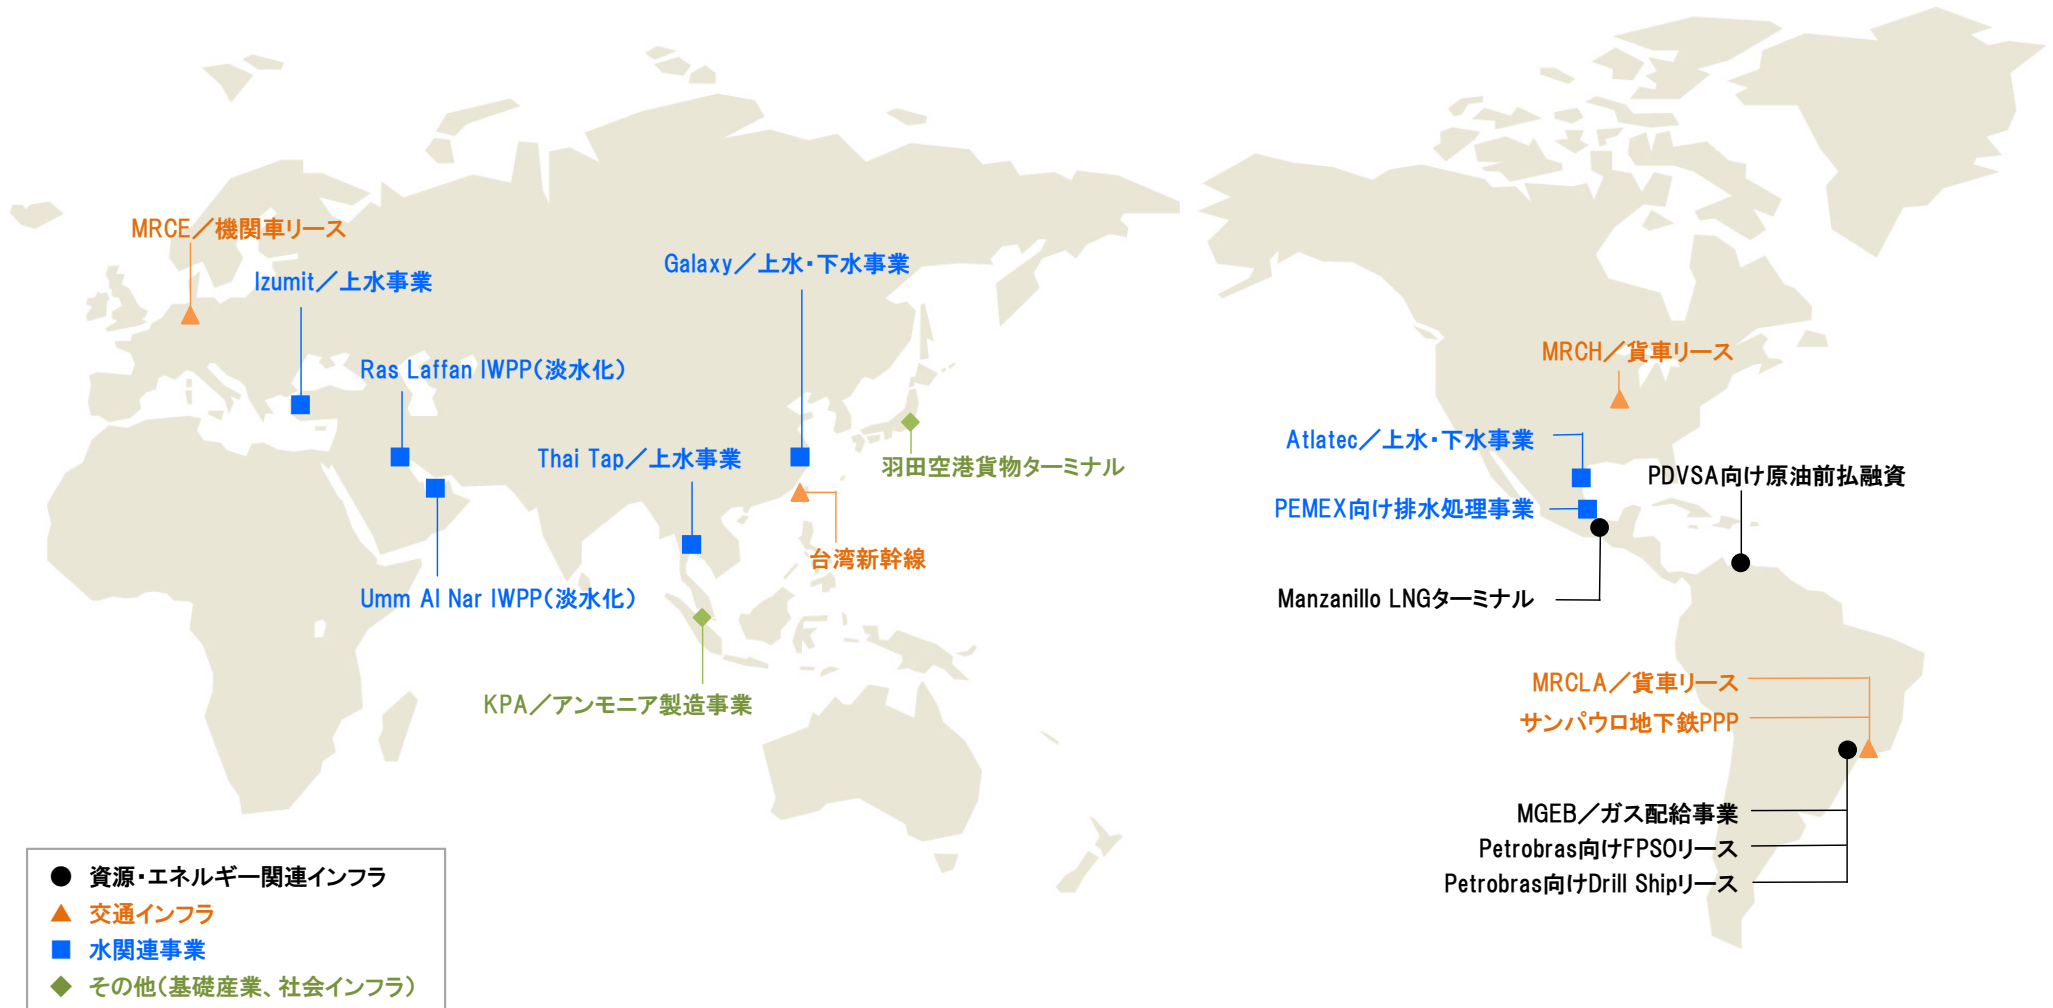 MRCE／機関車リース
Izumit／上水事業
Galaxy／上水・下水事業
Ras Laffan IWPP（淡水化）
Thai Tap／上水事業
羽田空港貨物ターミナル
台湾新幹線
Umm Al Nar IWPP（淡水化）
KPA／アンモニア製造事業
MRCH／貨車リース
Atlatec／上水・下水事業
PDVSA向け原油前払融資
PEMEX向け排水処理事業
Manzanillo LNGターミナル
MRCLA／貨車リース
サンパウロ地下鉄PPP
MGEB／ガス配給事業
Petrobras向けFPSOリース
Petrobras向けDrill Shipリース
資源・エネルギー関連インフラ
交通インフラ
水関連事業
その他（基礎産業、社会インフラ）